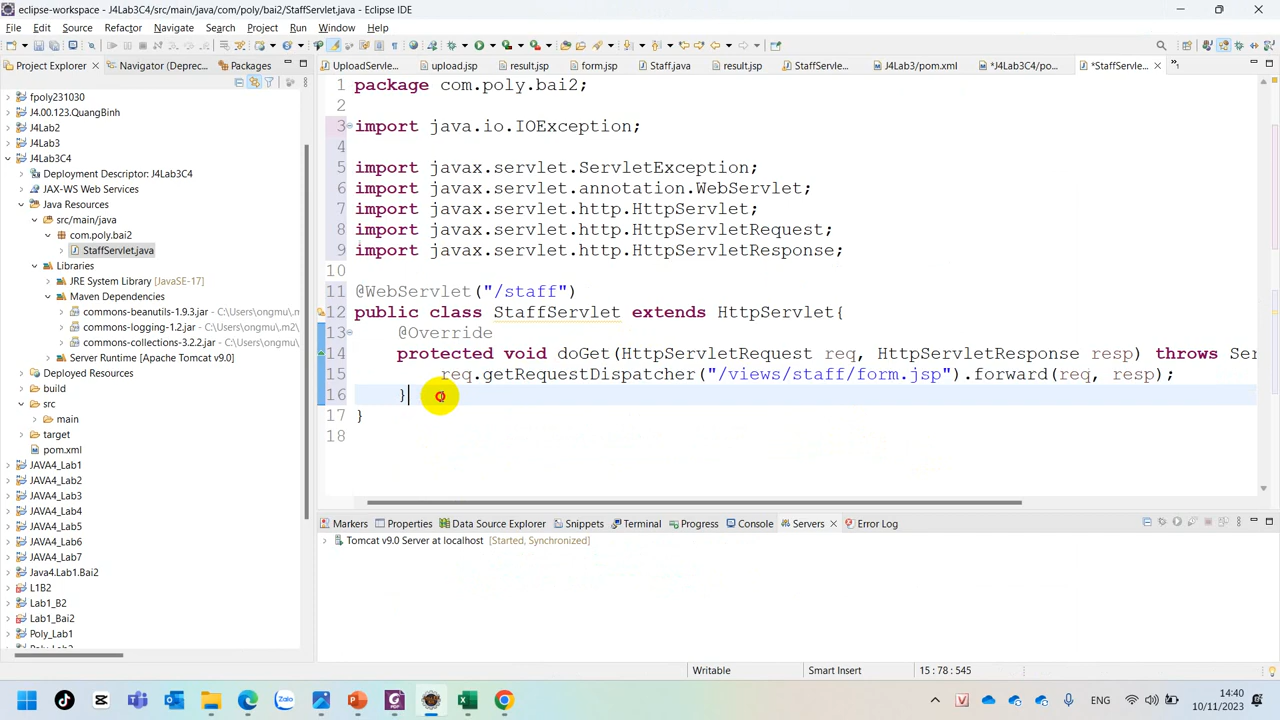 eclipse-workspace - J4Lab3C4/src/main/java/com/poly/bai2/StaffServlet.java - Eclipse IDE
File Edit Source Refactor Navigate Search Project Run Window Help
Project Explorer Navigator (Deprec... Packages
UploadServle... upload.jsp result.jsp form.jsp Staff.java result.jsp StaffServle... J4Lab3/pom.xml *J4Lab3C4/po... *StaffServle... »1
fpoly231030
J4.00.123.QuangBinh
J4Lab2
J4Lab3
J4Lab3C4
Deployment Descriptor: J4Lab3C4
JAX-WS Web Services
Java Resources
src/main/java
com.poly.bai2
StaffServlet.java
Libraries
JRE System Library [JavaSE-17]
Maven Dependencies
commons-beanutils-1.9.3.jar - C:\Users\ongmu\.m
commons-logging-1.2.jar - C:\Users\ongmu\.m2\
commons-collections-3.2.2.jar - C:\Users\ongmu\
Server Runtime [Apache Tomcat v9.0]
Deployed Resources
build
src
main
target
pom.xml
JAVA4_Lab1
JAVA4_Lab2
JAVA4_Lab3
JAVA4_Lab4
JAVA4_Lab5
JAVA4_Lab6
JAVA4_Lab7
Java4.Lab1.Bai2
L1B2
Lab1_B2
Lab1_Bai2
Poly_Lab1
1 package com.poly.bai2;
2
3 import java.io.IOException;
4
5 import javax.servlet.ServletException;
6 import javax.servlet.annotation.WebServlet;
7 import javax.servlet.http.HttpServlet;
8 import javax.servlet.http.HttpServletRequest;
9 import javax.servlet.http.HttpServletResponse;
10
11 @WebServlet("/staff")
12 public class StaffServlet extends HttpServlet{
13 @Override
14 protected void doGet(HttpServletRequest req, HttpServletResponse resp) throws Ser
15 req.getRequestDispatcher("/views/staff/form.jsp").forward(req, resp);
16 }
17 }
18
Markers Properties Data Source Explorer Snippets Terminal Progress Console Servers Error Log
Tomcat v9.0 Server at localhost [Started, Synchronized]
Writable Smart Insert 15 : 78 : 545
Zalo ENG 14:40
10/11/2023